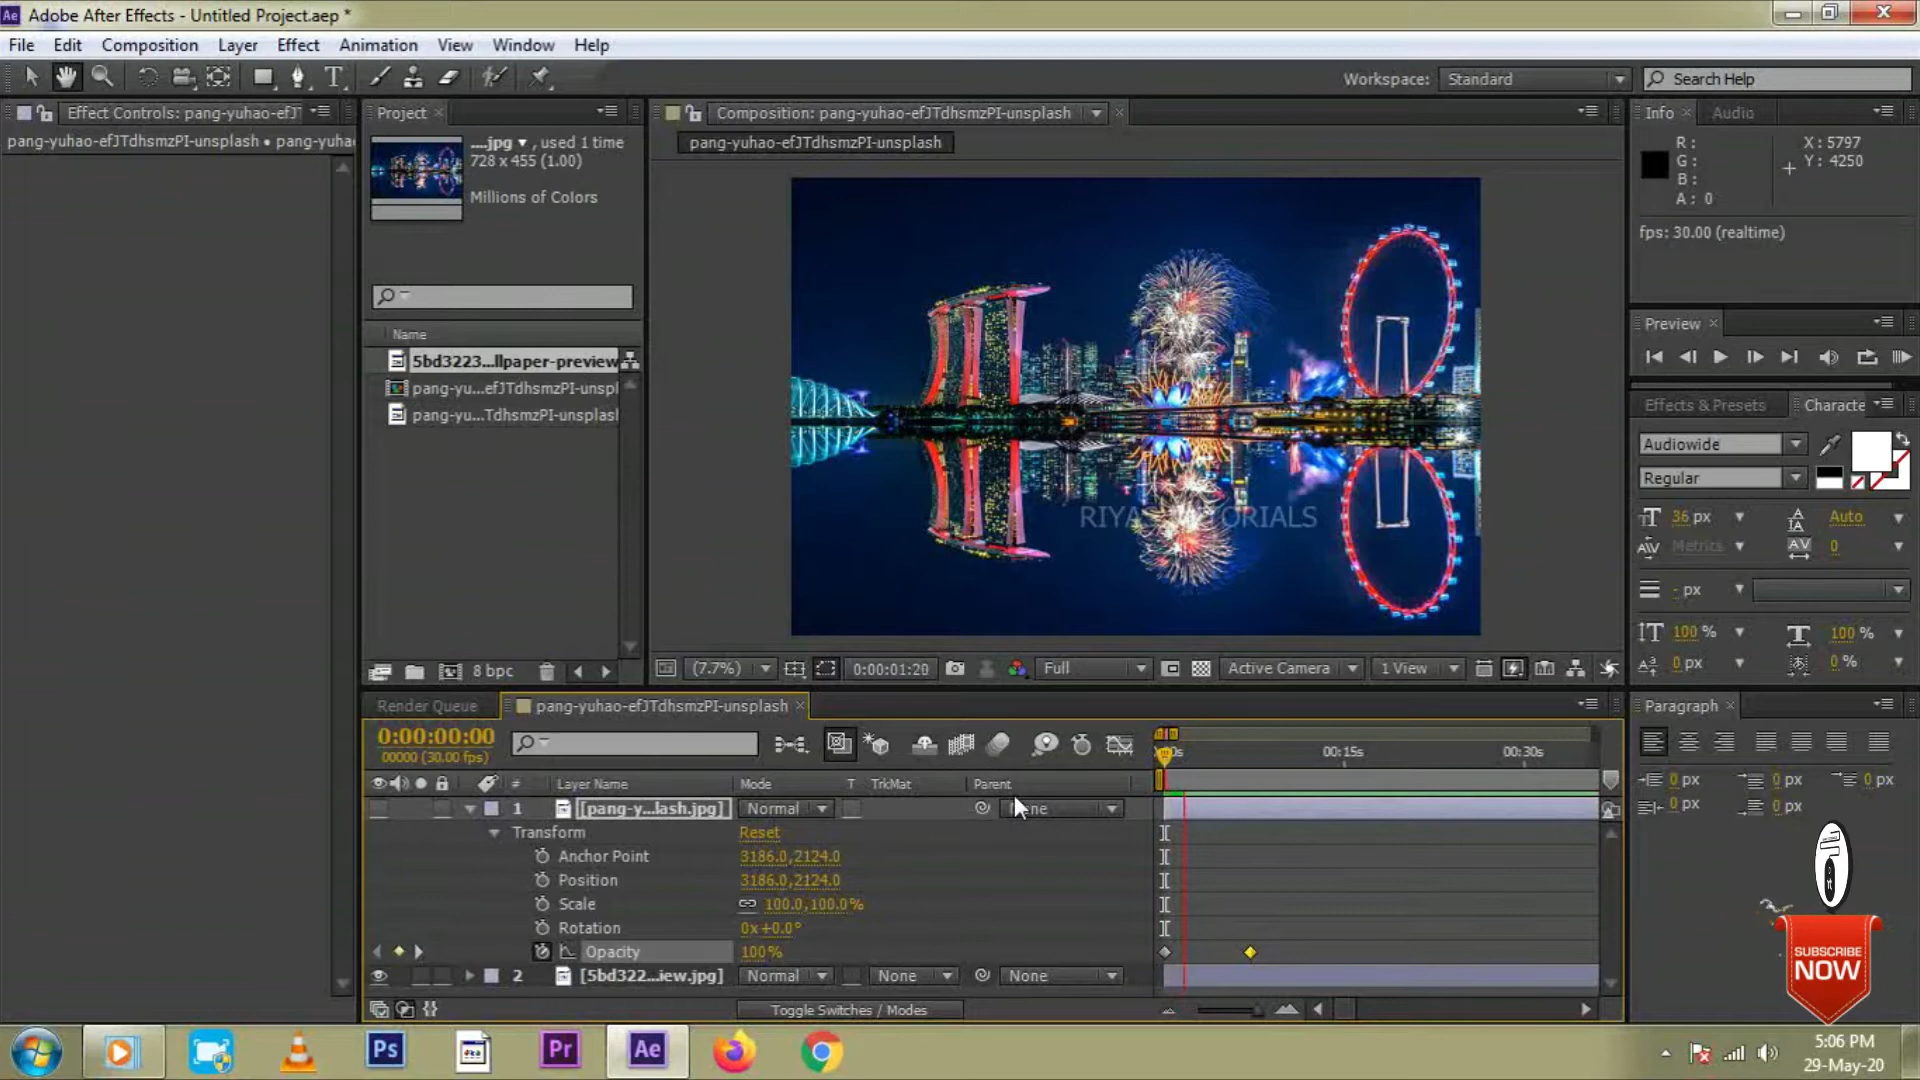 Ae Adobe After Effects - Untitled Project.aep *
File Edit Composition Layer Effect Animation View Window Help
Workspace: Standard Search Help
Effect Controls: pang-yuhao-efJT
pang-yuhao-efJTdhsmzPI-unsplash • pang-yuha
Project
....jpg ▼ , used 1 time
728 x 455 (1.00)
Millions of Colors
Name
5bd3223...llpaper-preview
pang-yu...efJTdhsmzPI-unspl
pang-yu...TdhsmzPI-unsplash
8 bpc
Composition: pang-yuhao-efJTdhsmzPI-unsplash
pang-yuhao-efJTdhsmzPI-unsplash
(7.7%) 0:00:01:20 Full Active Camera 1 View
Info Audio
R: X: 5797
G: Y: 4250
B:
A: 0
fps: 30.00 (realtime)
Preview
Effects & Presets Characte
Audiowide
Regular
36 px Auto
Metrics 0
- px
100 % 100 %
0 px 0 %
Paragraph
0 px 0 px 0 px
0 px 0 px
Render Queue pang-yuhao-efJTdhsmzPI-unsplash
0:00:00:00
00000 (30.00 fps)
00:15s 00:30s
# Layer Name Mode T TrkMat Parent
1 [pang-y...lash.jpg] Normal
Transform Reset
Anchor Point 3186.0,2124.0
Position 3186.0,2124.0
Scale 100.0,100.0%
Rotation 0x+0.0°
Opacity 100%
2 [5bd322...iew.jpg] Normal None None
Toggle Switches / Modes
SUBSCRIBE
NOW
Ps Pr Ae
5:06 PM
29-May-20